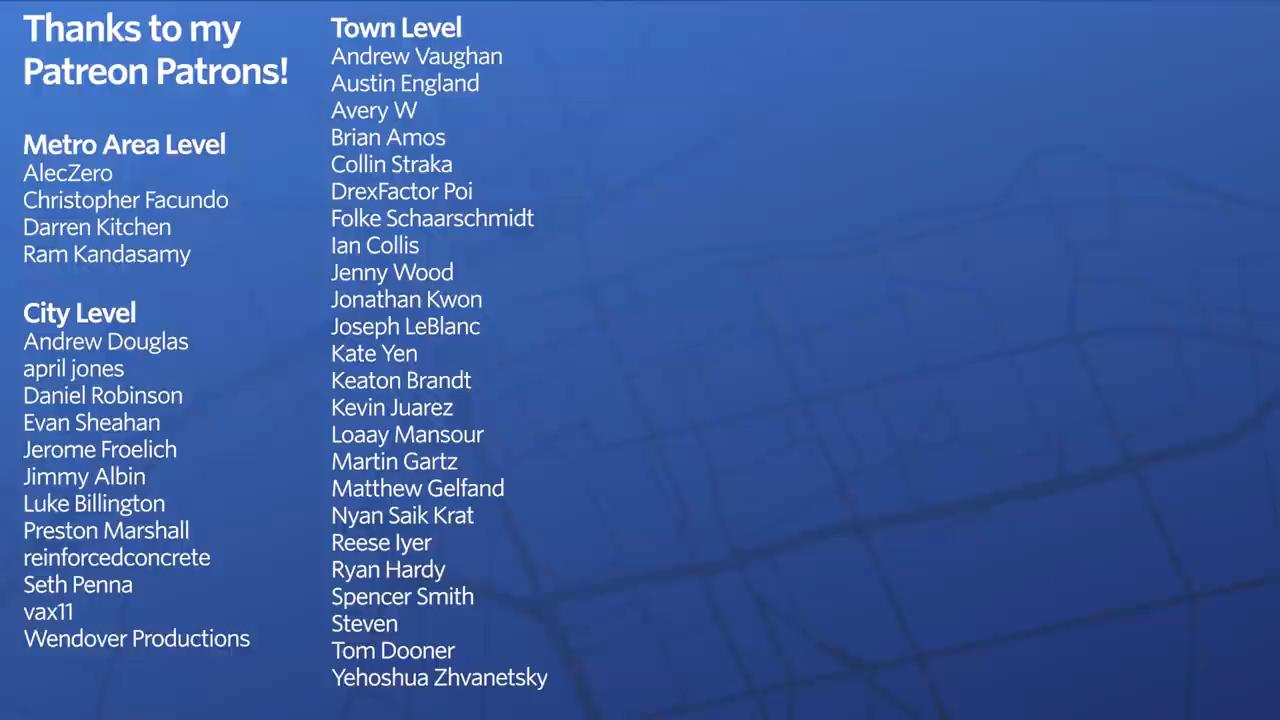 Thanks to my
Patreon Patrons!
Metro Area Level
AlecZero
Christopher Facundo
Darren Kitchen
Ram Kandasamy
City Level
Andrew Douglas
april jones
Daniel Robinson
Evan Sheahan
Jerome Froelich
Jimmy Albin
Luke Billington
Preston Marshall
reinforcedconcrete
Seth Penna
vax11
Wendover Productions
Town Level
Andrew Vaughan
Austin England
Avery W
Brian Amos
Collin Straka
DrexFactor Poi
Folke Schaarschmidt
Ian Collis
Jenny Wood
Jonathan Kwon
Joseph LeBlanc
Kate Yen
Keaton Brandt
Kevin Juarez
Loaay Mansour
Martin Gartz
Matthew Gelfand
Nyan Saik Krat
Reese Iyer
Ryan Hardy
Spencer Smith
Steven
Tom Dooner
Yehoshua Zhvanetsky